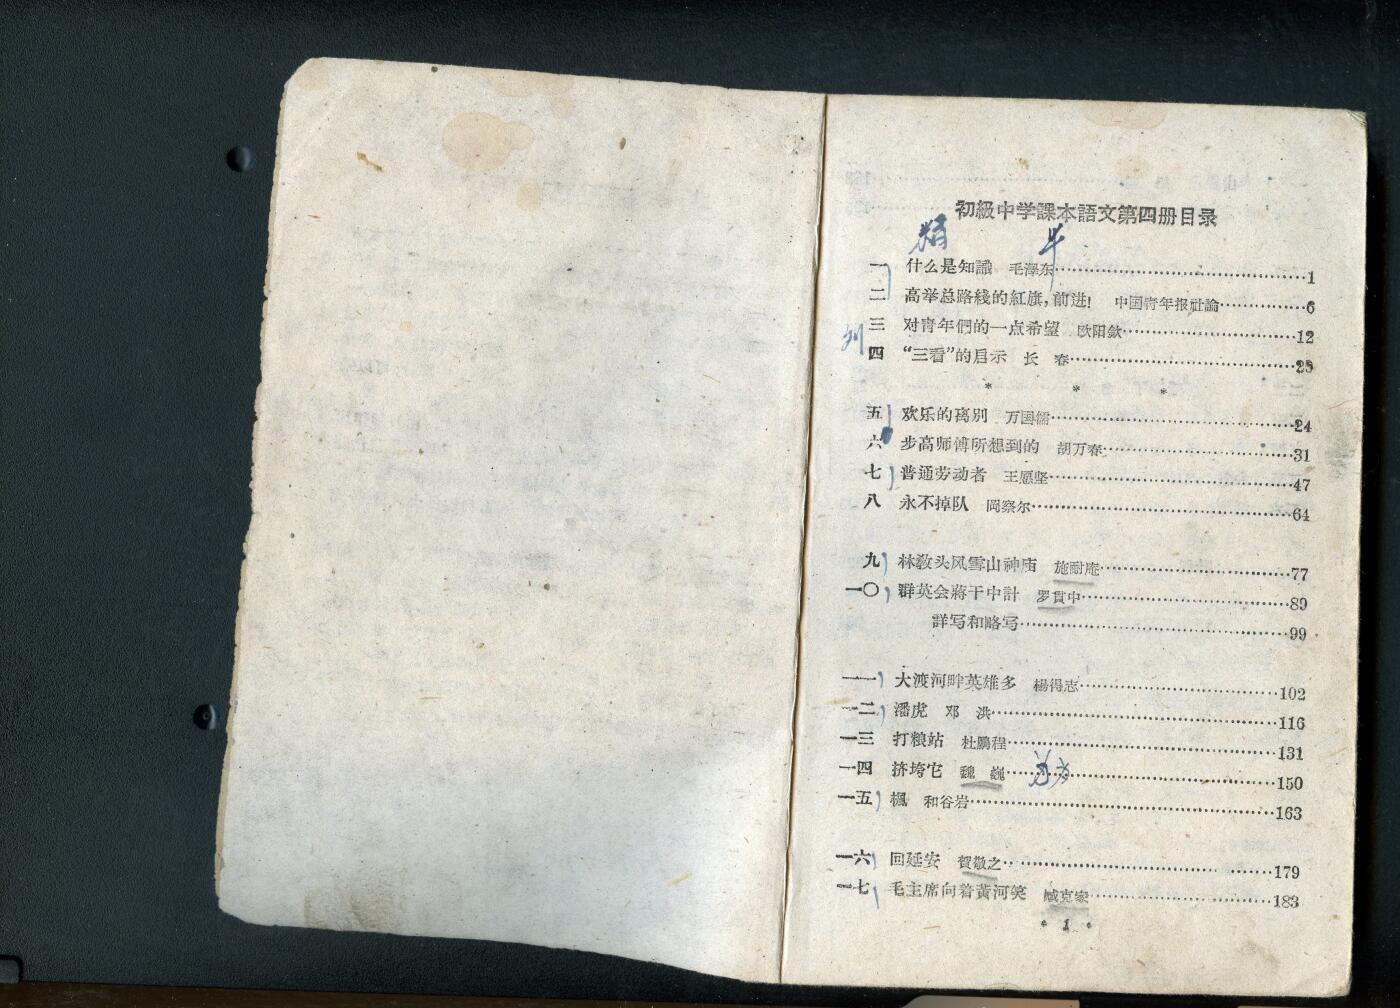 初級中学課本語文第四册目录
一 什么是知識 毛澤东……1
二 高举总路綫的紅旗，前进! 中国青年报社論……6
三 对青年們的一点希望 欧阳欽……12
四 “三看”的启示 长 春……20
* * *
五 欢乐的离别 万国儒……24
六 步高师傅所想到的 胡万春……31
七 普通劳动者 王愿坚……47
八 永不掉队 岡察尔……64
九 林教头风雪山神庙 施耐庵……77
一〇 群英会蔣干中計 罗貫中……89
詳写和略写……99
一一 大渡河畔英雄多 楊得志……102
一二 潘虎 邓 洪……116
一三 打粮站 杜鵬程……131
一四 挤垮它 魏 巍……150
一五 楓 和谷岩……163
一六 回延安 賀敬之……179
一七 毛主席向着黄河笑 臧克家……183
• 1 •